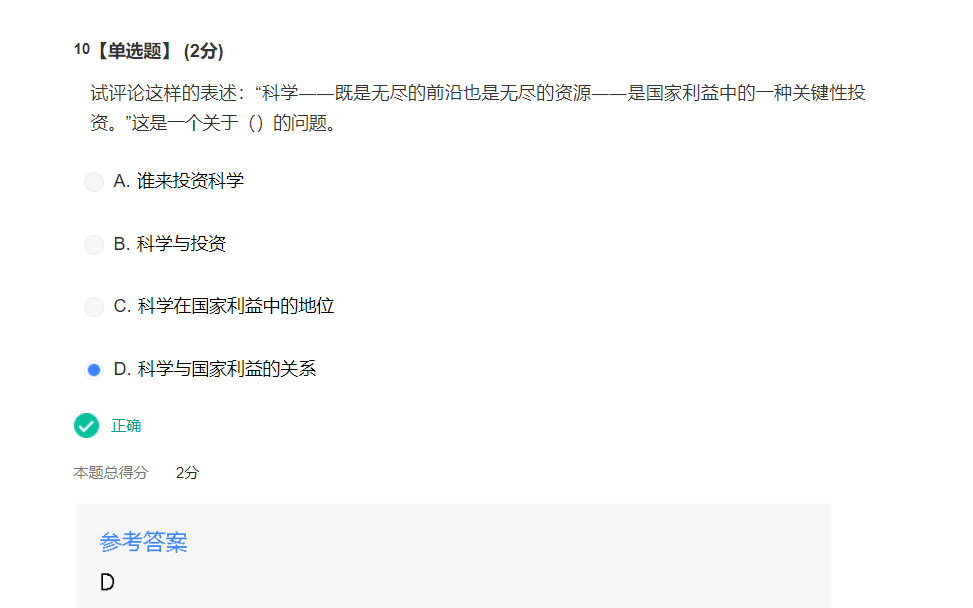 10【单选题】 (2分)
试评论这样的表述：“科学——既是无尽的前沿也是无尽的资源——是国家利益中的一种关键性投
资。”这是一个关于（）的问题。
A. 谁来投资科学
B. 科学与投资
C. 科学在国家利益中的地位
D. 科学与国家利益的关系
正确
本题总得分 2分
参考答案
D